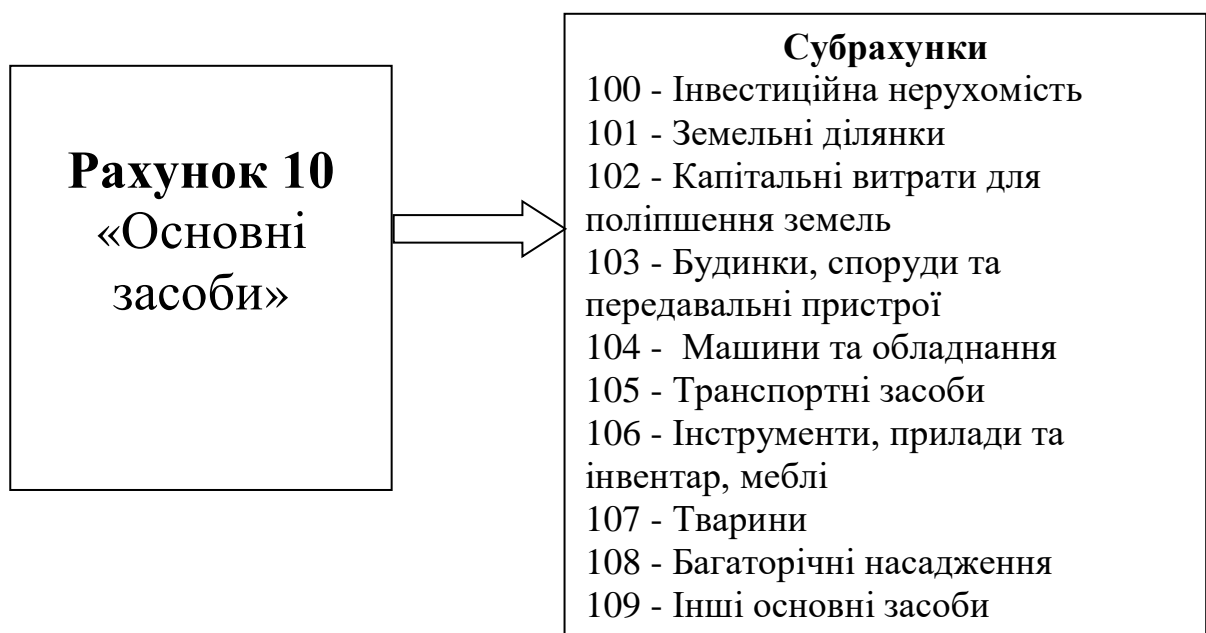 Рахунок 10
«Основні
засоби»
Субрахунки
100 - Інвестиційна нерухомість
101 - Земельні ділянки
102 - Капітальні витрати для
поліпшення земель
103 - Будинки, споруди та
передавальні пристрої
104 -  Машини та обладнання
105 - Транспортні засоби
106 - Інструменти, прилади та
інвентар, меблі
107 - Тварини
108 - Багаторічні насадження
109 - Інші основні засоби